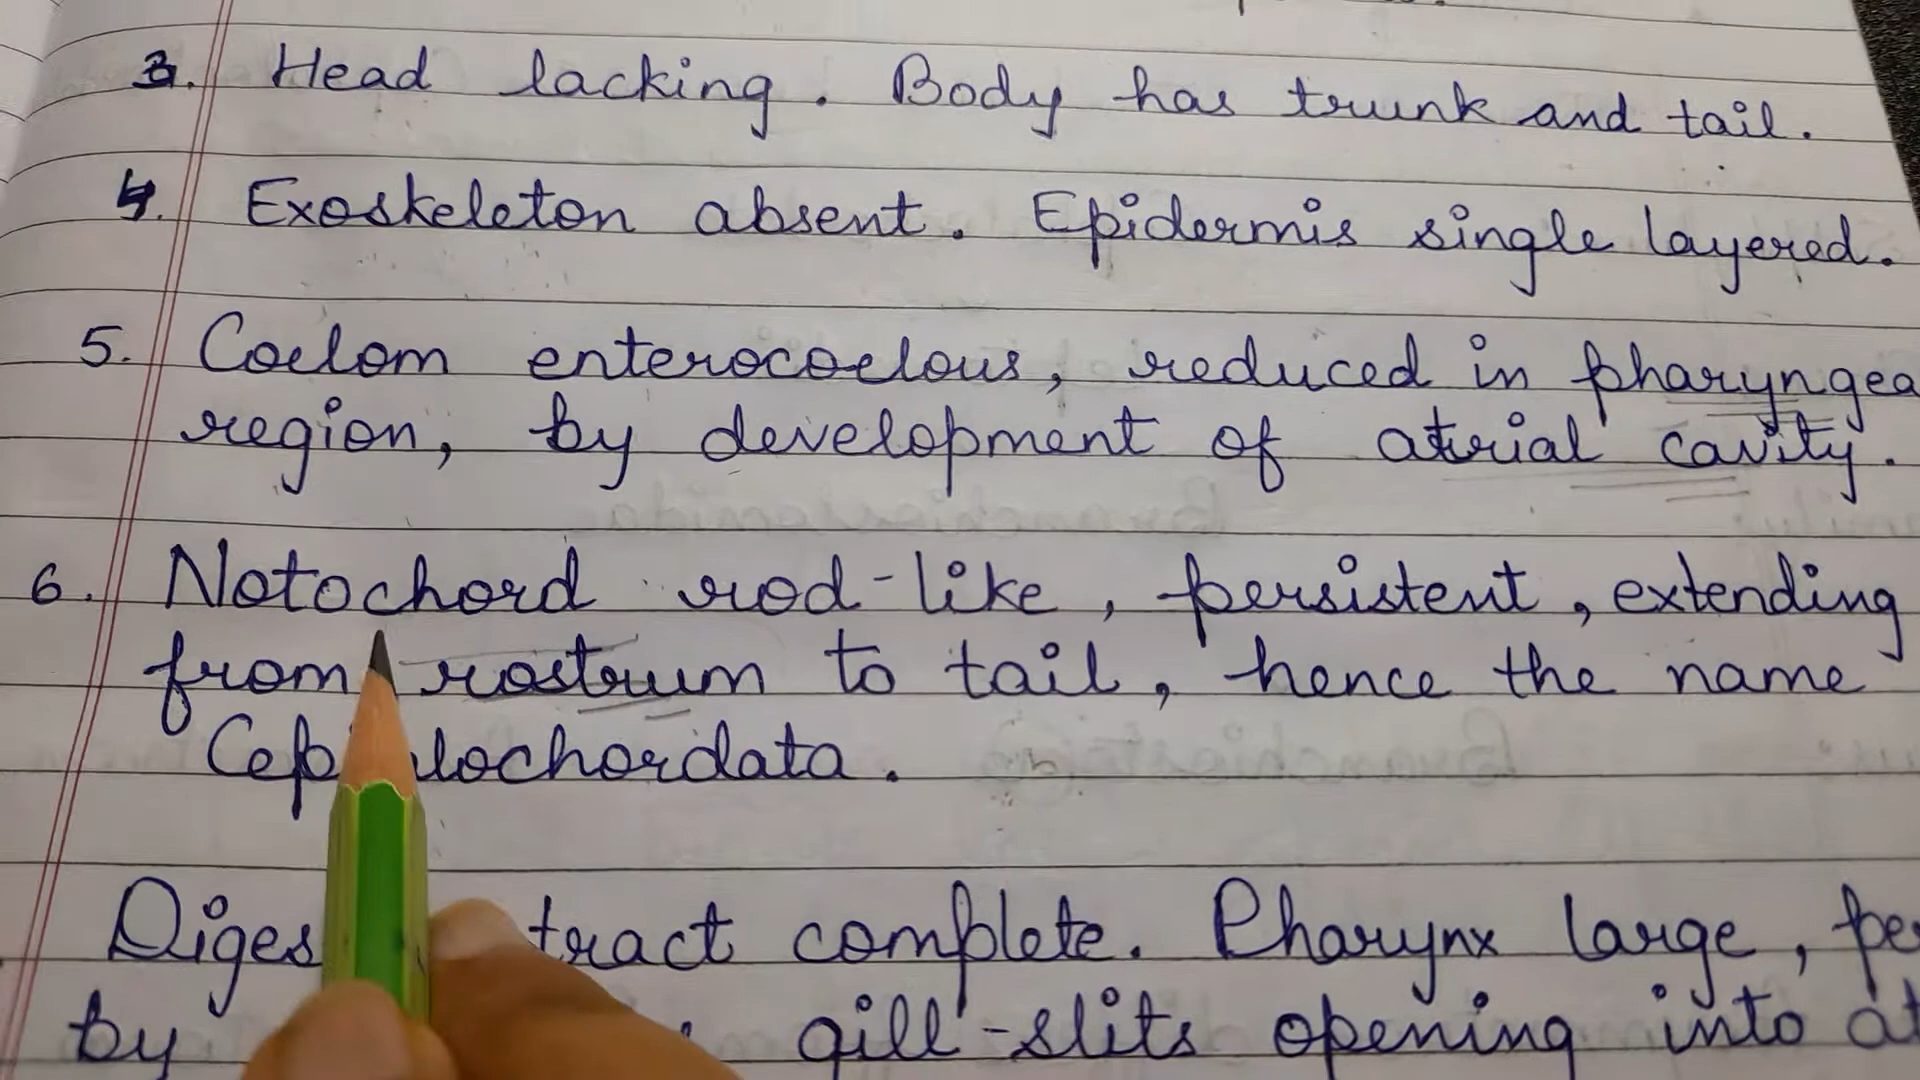 3. Head lacking. Body has trunk and tail.
4. Exoskeleton absent. Epidermis single layered.
5. Coelom enterocoelous, reduced in pharyngea
region, by development of atrial cavity.
6. Notochord rod-like, persistent, extending
from rostrum to tail, hence the name
Cep lochordata.
Diges tract complete. Pharynx large, pe
by gill-slits opening into at